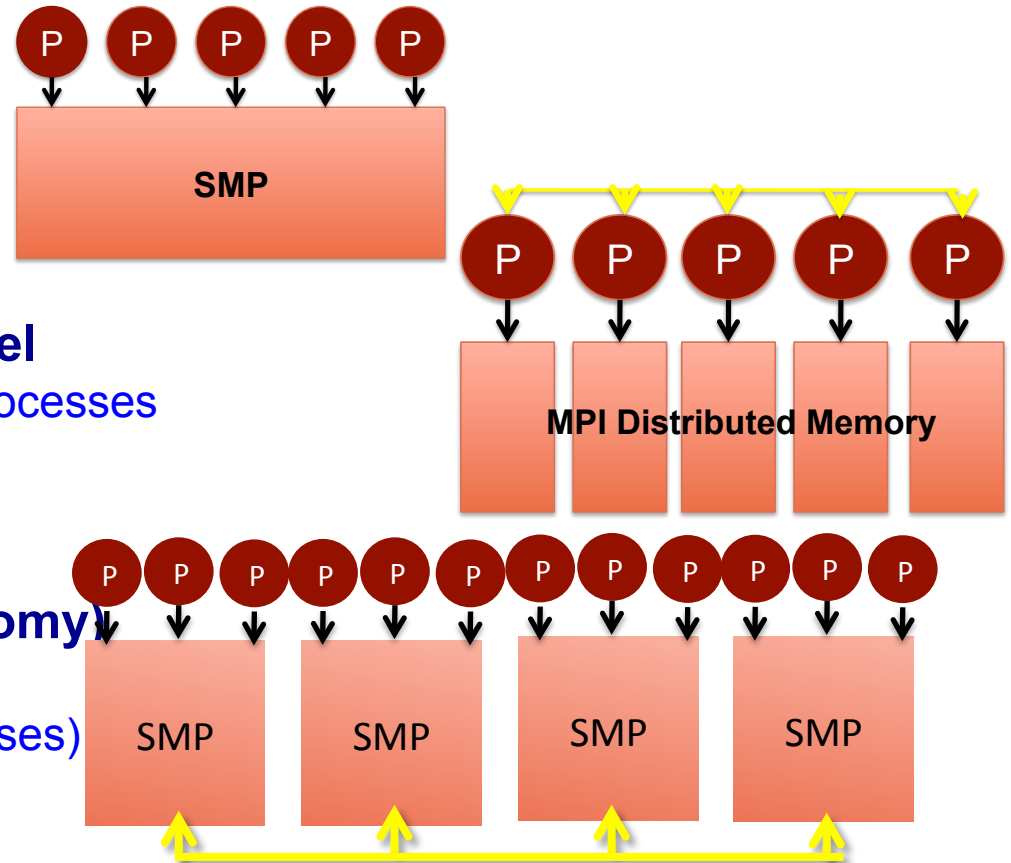 P P P P P
SMP
P P P P P
el
ocesses
MPI Distributed Memory
P P P P P P P P P P P P
omy)
ses)
SMP SMP SMP SMP